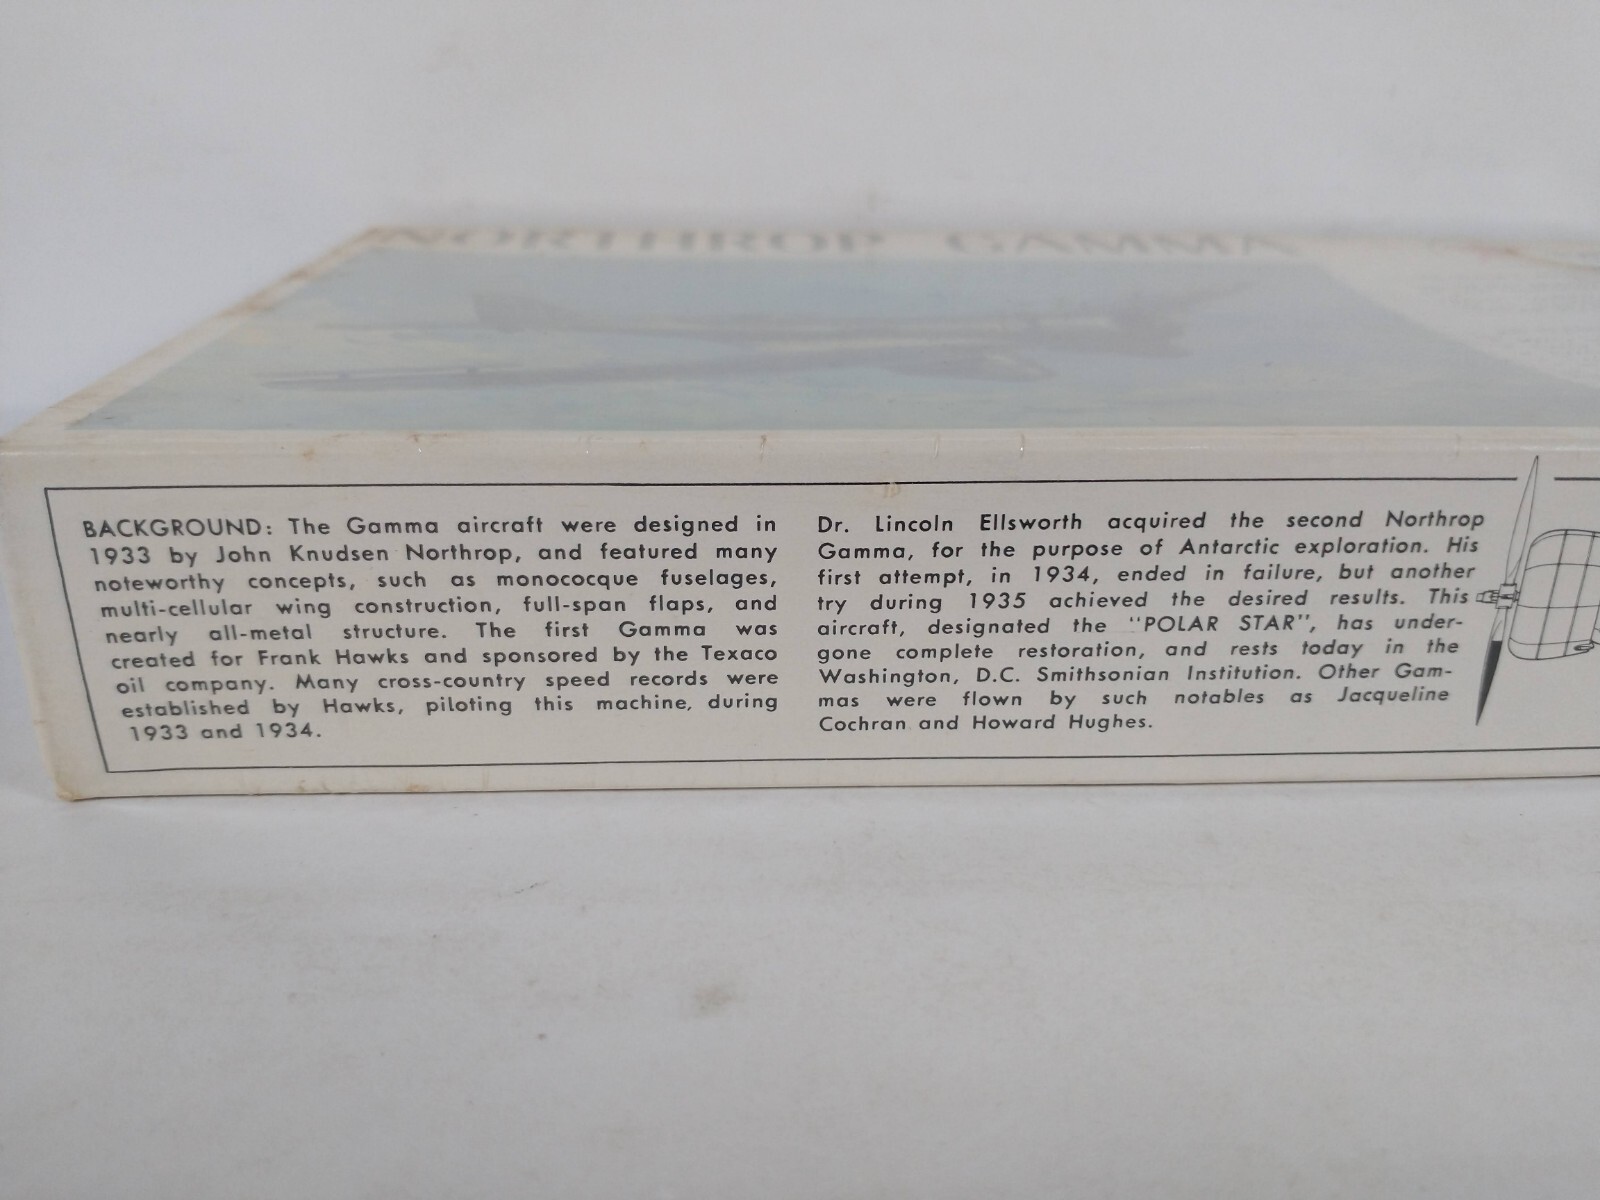 NORTHROP GAMMA
BACKGROUND: The Gamma aircraft were designed in
1933 by John Knudsen Northrop, and featured many
noteworthy concepts, such as monococque fuselages,
multi-cellular wing construction, full-span flaps, and
nearly all-metal structure. The first Gamma was
created for Frank Hawks and sponsored by the Texaco
oil company. Many cross-country speed records were
established by Hawks, piloting this machine, during
1933 and 1934.
Dr. Lincoln Ellsworth acquired the second Northrop
Gamma, for the purpose of Antarctic exploration. His
first attempt, in 1934, ended in failure, but another
try during 1935 achieved the desired results. This
aircraft, designated the "POLAR STAR", has under-
gone complete restoration, and rests today in the
Washington, D.C. Smithsonian Institution. Other Gam-
mas were flown by such notables as Jacqueline
Cochran and Howard Hughes.